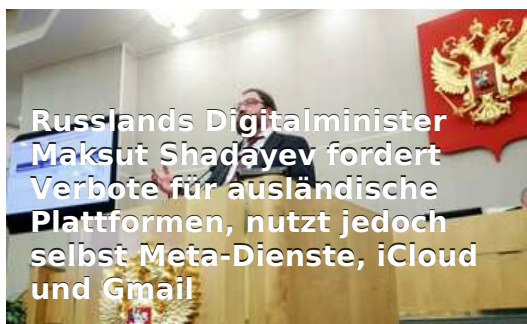 Russlands Digitalminister
Maksut Shadayev fordert
Verbote für ausländische
Plattformen, nutzt jedoch
selbst Meta-Dienste, iCloud
und Gmail